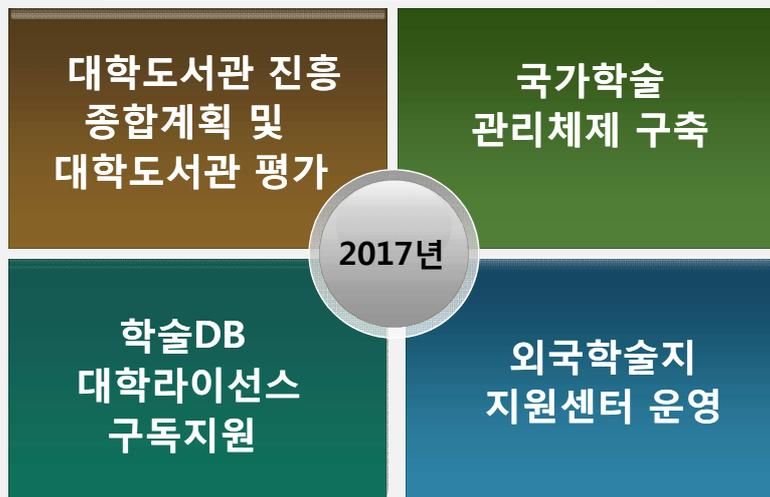 대학도서관 진흥
종합계획 및
대학도서관 평가
국가학술
관리체제 구축
2017년
학술DB
대학라이선스
구독지원
외국학술지
지원센터 운영